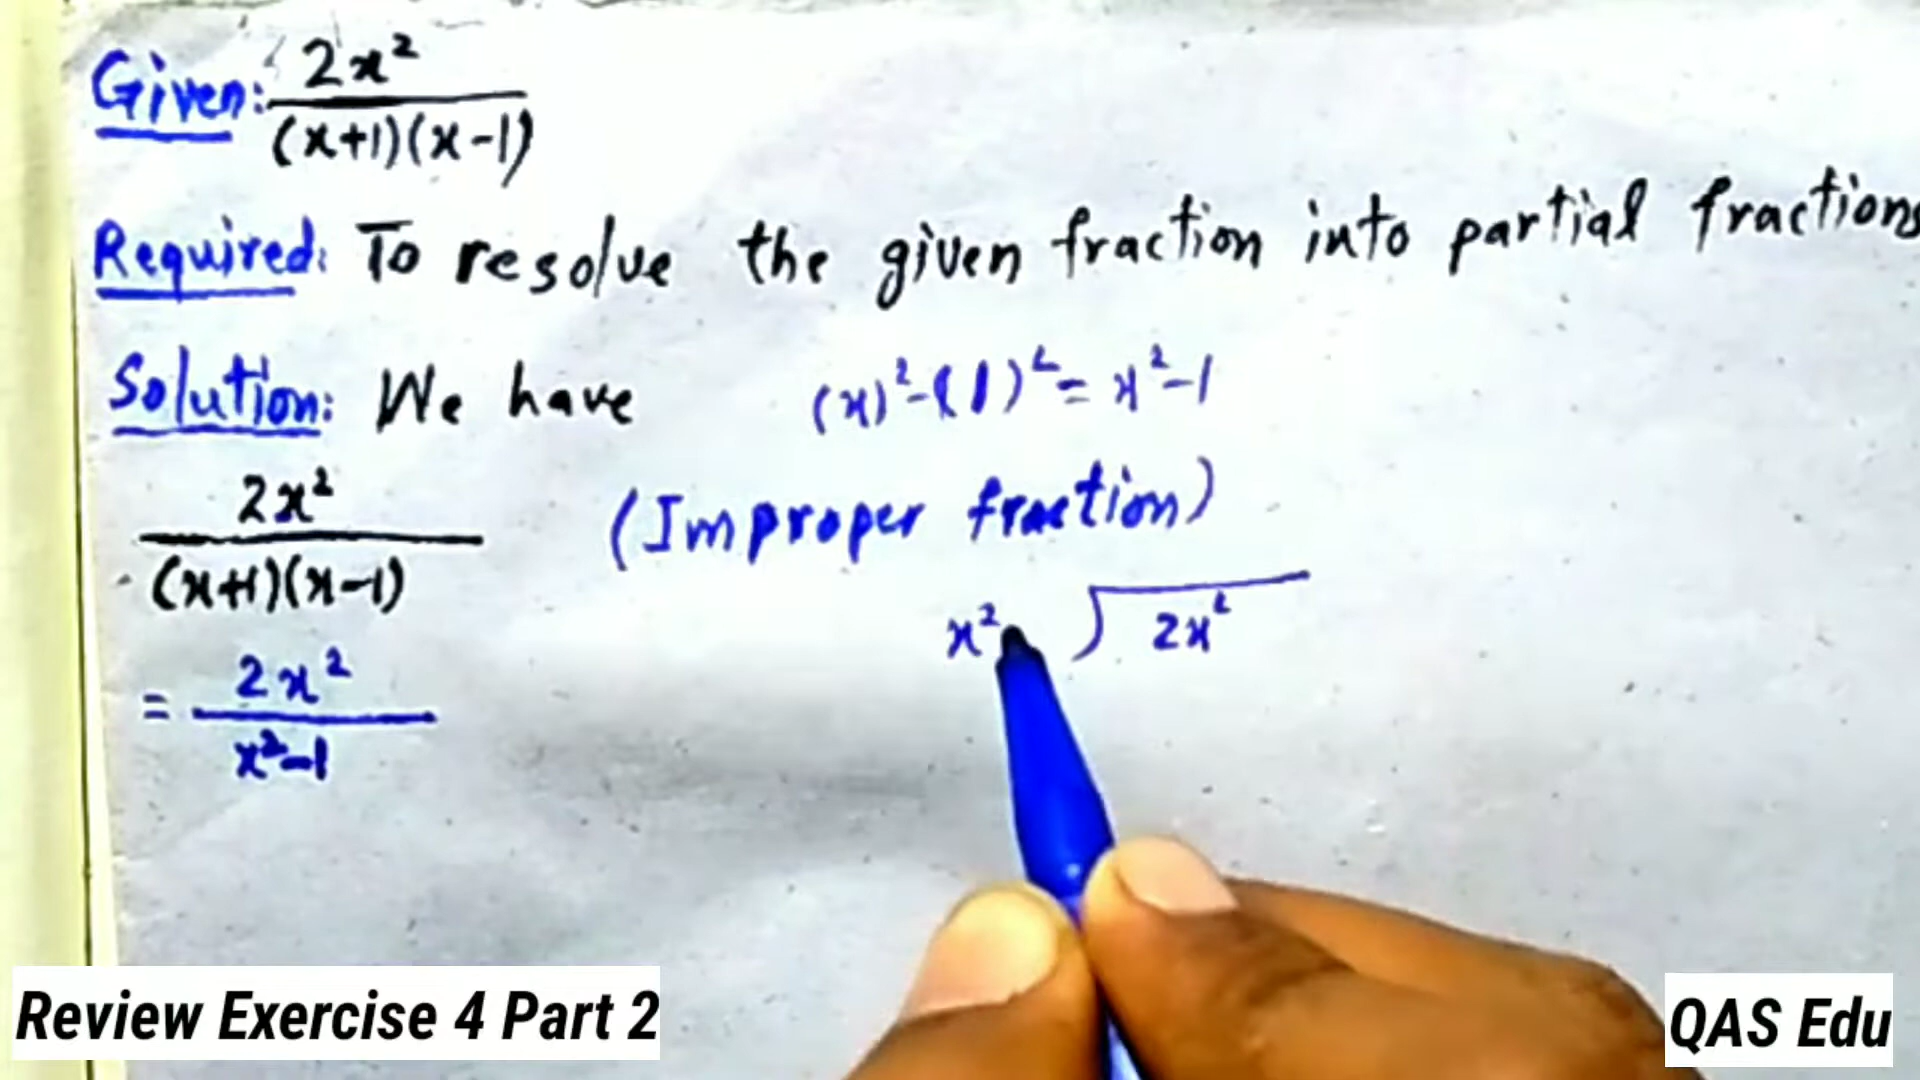 Given: 2x²
(x+1)(x-1)
Required: To resolve the given fraction into partial fractions
Solution: We have (x)²-(1)²= x²-1
2x²
(x+1)(x-1)
(Improper fraction)
x² ) 2x²
= 2x²
x²-1
Review Exercise 4 Part 2
QAS Edu